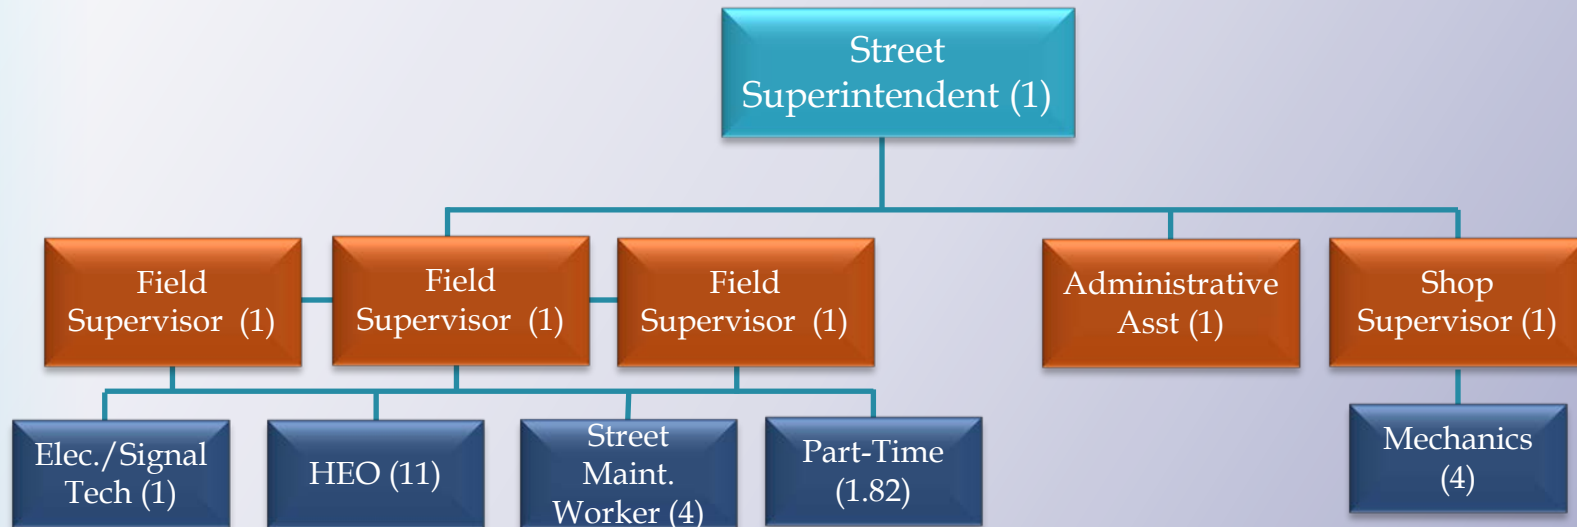 Street
Superintendent (1)
Field
Supervisor (1)
Field
Supervisor (1)
Field
Supervisor (1)
Administrative
Asst (1)
Shop
Supervisor (1)
Elec./Signal
Tech (1)
HEO (11)
Street
Maint.
Worker (4)
Part-Time
(1.82)
Mechanics
(4)